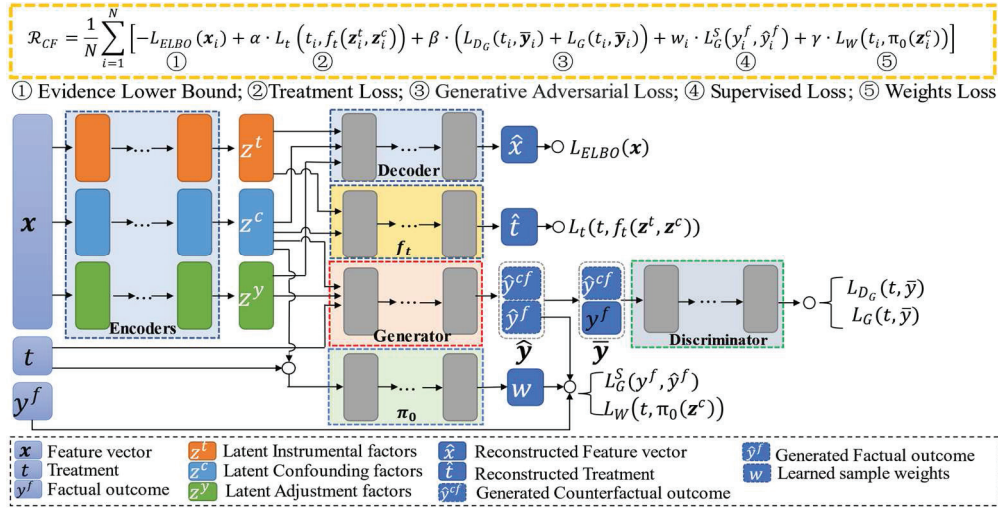 ℛ_CF = 1/N ∑_{i=1}^{N} [−L_ELBO(𝒙_i) + α · L_t (t_i, f_t(𝒛_i^t, 𝒛_i^c)) + β · (L_{D_G}(t_i, ȳ_i) + L_G(t_i, ȳ_i)) + w_i · L_G^S(y_i^f, ŷ_i^f) + γ · L_W(t_i, π_0(𝒛_i^c))]
① ② ③ ④ ⑤
① Evidence Lower Bound; ②Treatment Loss; ③ Generative Adversarial Loss; ④ Supervised Loss; ⑤ Weights Loss
x
... ... z^t
... ... z^c
... ... z^y
Encoders
...
Decoder
x̂
L_ELBO(𝒙)
...
f_t
t̂
L_t(t, f_t(𝒛^t, 𝒛^c))
...
Generator
ŷ^cf
ŷ^f
ŷ
ŷ^cf
y^f
ȳ
...
Discriminator
L_{D_G}(t, ȳ)
L_G(t, ȳ)
t
y^f
...
π_0
w
L_G^S(y^f, ŷ^f)
L_W(t, π_0(𝒛^c))
x Feature vector
t Treatment
y^f Factual outcome
z^t Latent Instrumental factors
z^c Latent Confounding factors
z^y Latent Adjustment factors
x̂ Reconstructed Feature vector
t̂ Reconstructed Treatment
ŷ^cf Generated Counterfactual outcome
ŷ^f Generated Factual outcome
w Learned sample weights